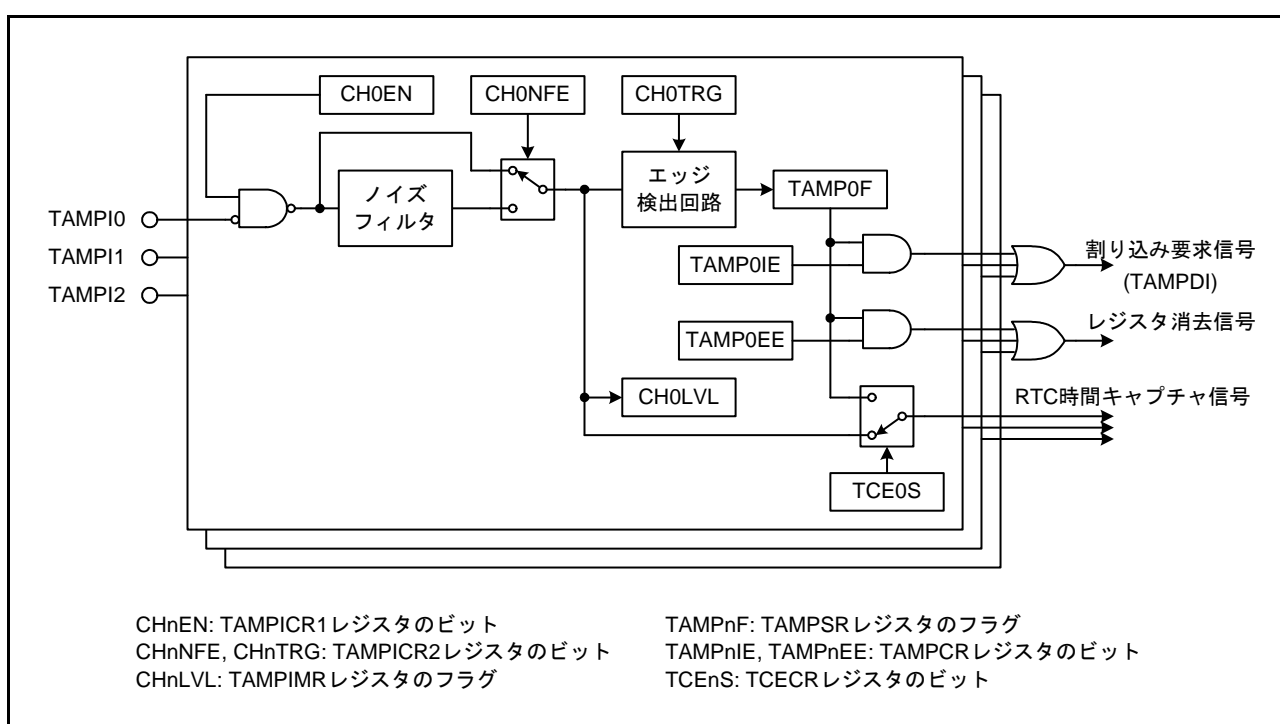 CH0EN
CH0NFE
CH0TRG
ノイズ
フィルタ
エッジ
検出回路
TAMP0F
TAMPI0
TAMPI1
TAMPI2
TAMP0IE
割り込み要求信号
(TAMPDI)
TAMP0EE
レジスタ消去信号
CH0LVL
RTC時間キャプチャ信号
TCE0S
CHnEN: TAMPICR1レジスタのビット
CHnNFE, CHnTRG: TAMPICR2レジスタのビット
CHnLVL: TAMPIMRレジスタのフラグ
TAMPnF: TAMPSRレジスタのフラグ
TAMPnIE, TAMPnEE: TAMPCRレジスタのビット
TCEnS: TCECRレジスタのビット